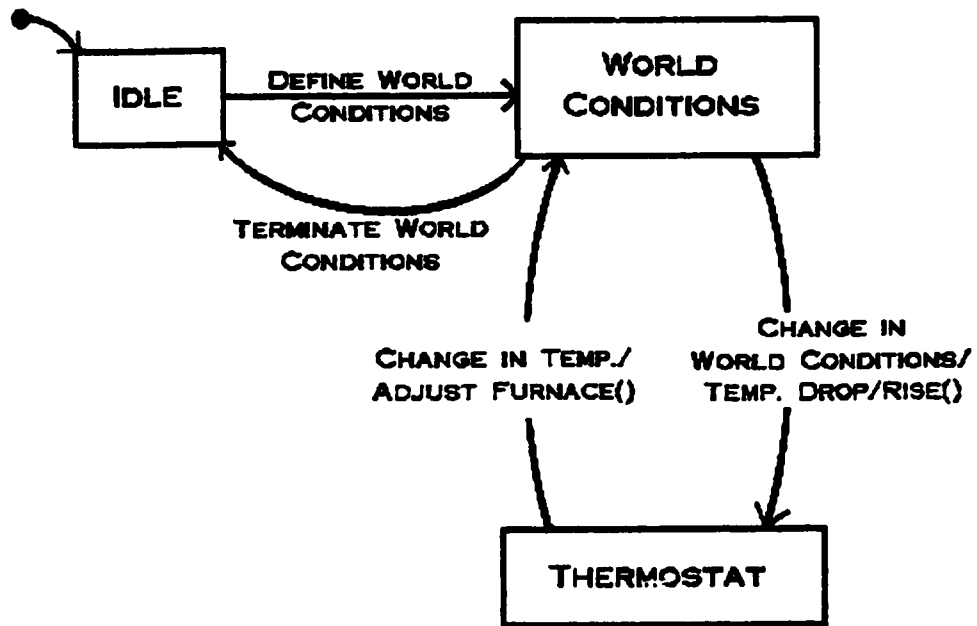 IDLE
DEFINE WORLD
CONDITIONS
WORLD
CONDITIONS
TERMINATE WORLD
CONDITIONS
CHANGE IN TEMP./
ADJUST FURNACE()
CHANGE IN
WORLD CONDITIONS/
TEMP. DROP/RISE()
THERMOSTAT